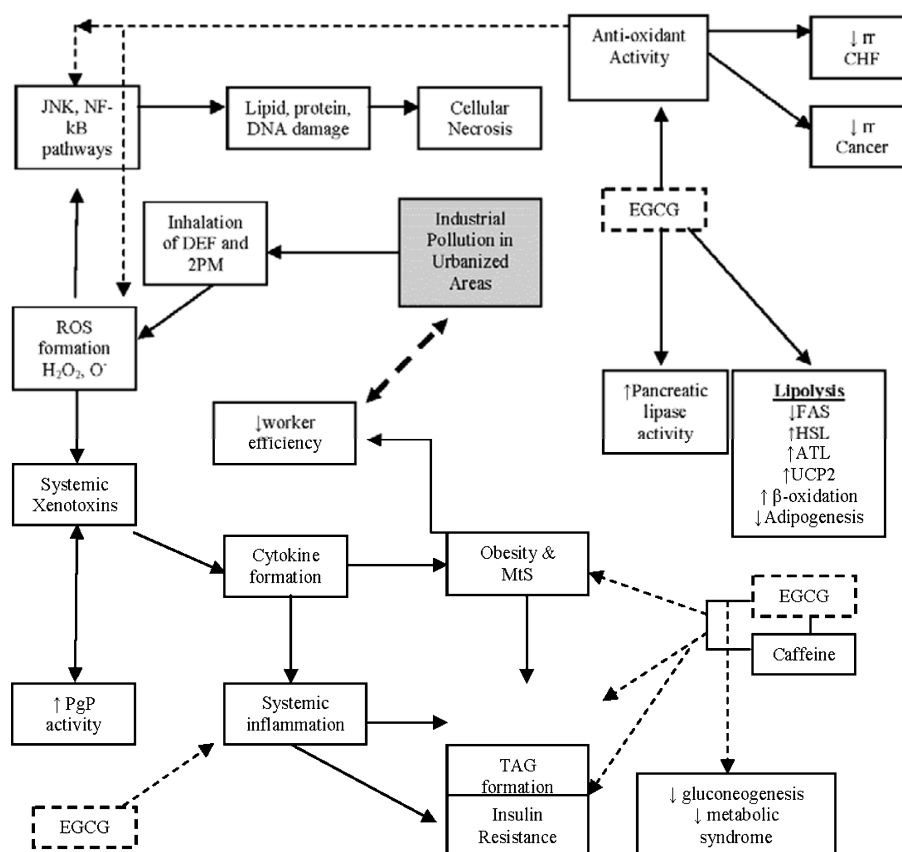 Anti-oxidant
Activity
↓ rr
CHF
JNK, NF-
kB
pathways
Lipid, protein,
DNA damage
Cellular
Necrosis
↓ rr
Cancer
EGCG
Inhalation
of DEF and
2PM
Industrial
Pollution in
Urbanized
Areas
ROS
formation
H₂O₂, O⁻
↑Pancreatic
lipase
activity
Lipolysis
↓FAS
↑HSL
↑ATL
↑UCP2
↑ β-oxidation
↓Adipogenesis
↓worker
efficiency
Systemic
Xenotoxins
Cytokine
formation
Obesity &
MtS
EGCG
Caffeine
↑ PgP
activity
Systemic
inflammation
TAG
formation
Insulin
Resistance
↓ gluconeogenesis
↓ metabolic
syndrome
EGCG